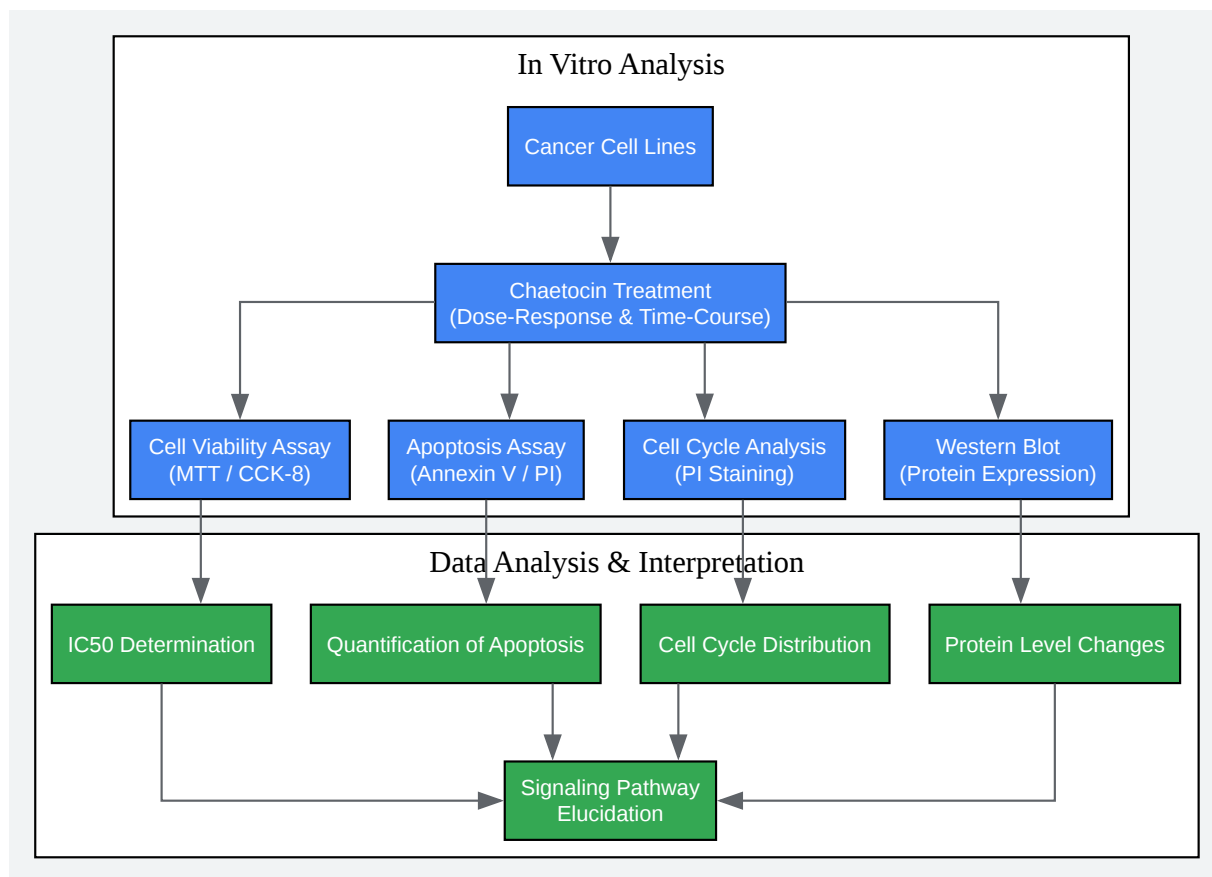 In Vitro Analysis
Cancer Cell Lines
Chaetocin Treatment
(Dose-Response & Time-Course)
Cell Viability Assay
(MTT / CCK-8)
Apoptosis Assay
(Annexin V / PI)
Cell Cycle Analysis
(PI Staining)
Western Blot
(Protein Expression)
Data Analysis & Interpretation
IC50 Determination
Quantification of Apoptosis
Cell Cycle Distribution
Protein Level Changes
Signaling Pathway
Elucidation